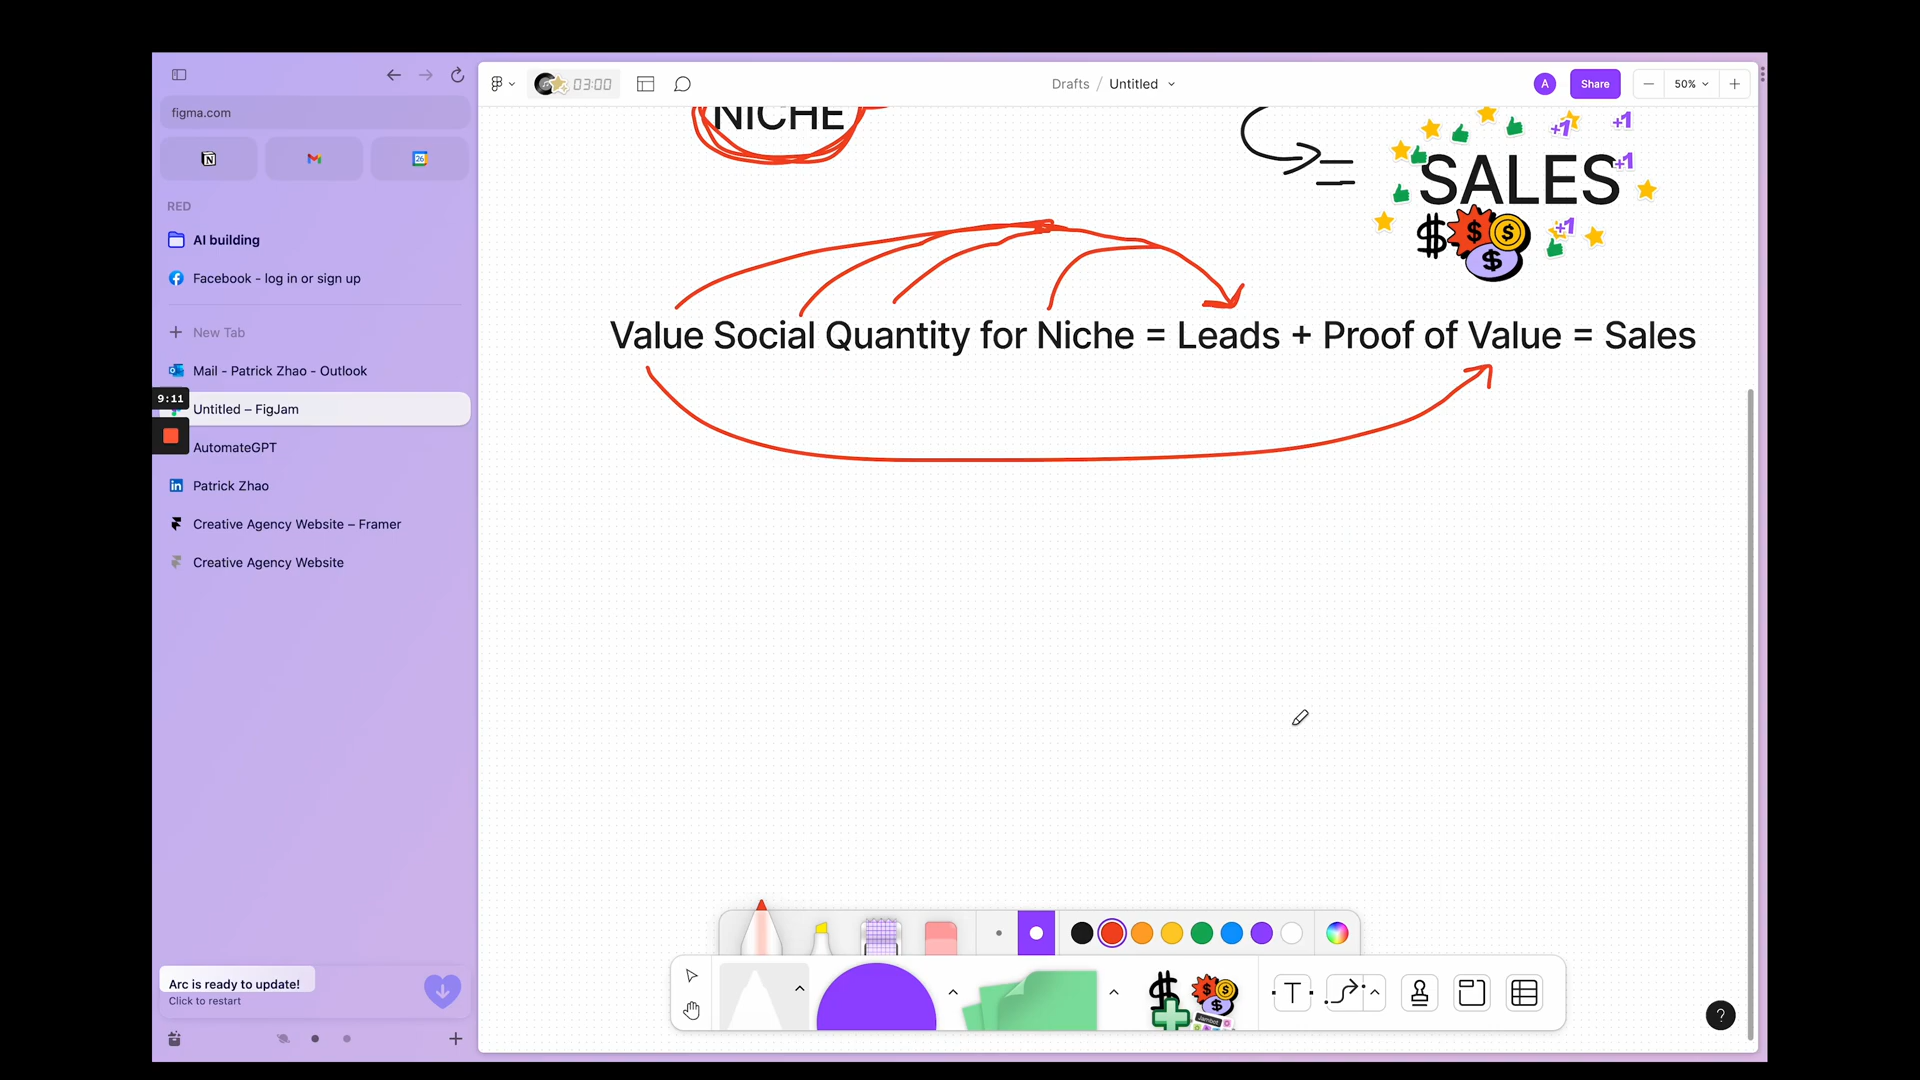 figma.com
03:00
Drafts / Untitled
A
Share
50%
26
RED
AI building
Facebook - log in or sign up
New Tab
Mail - Patrick Zhao - Outlook
9:11
Untitled – FigJam
AutomateGPT
Patrick Zhao
Creative Agency Website – Framer
Creative Agency Website
Arc is ready to update!
Click to restart
NICHE
+1
+1
+1
SALES
+1
$ $ $
$
Value Social Quantity for Niche = Leads + Proof of Value = Sales
$ $ $
$
Jambot
T
?